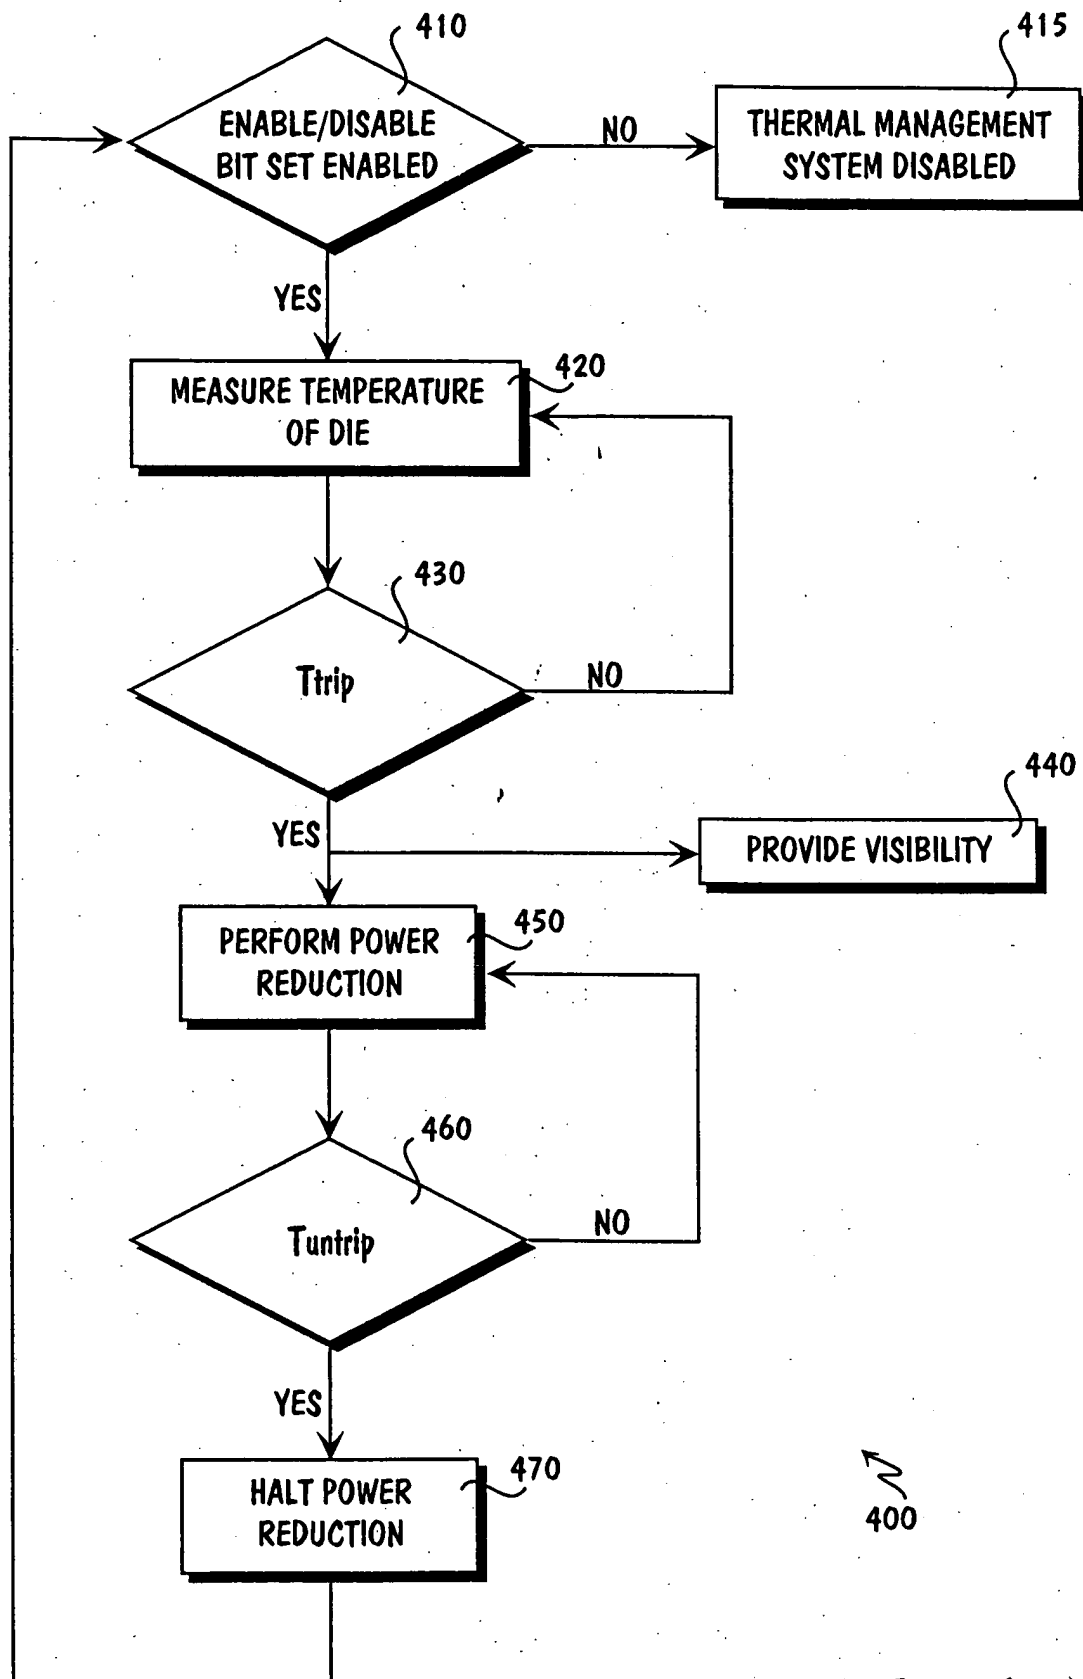 410
415
ENABLE/DISABLE
BIT SET ENABLED
NO
THERMAL MANAGEMENT
SYSTEM DISABLED
YES
420
MEASURE TEMPERATURE
OF DIE
430
Ttrip
NO
440
YES
PROVIDE VISIBILITY
450
PERFORM POWER
REDUCTION
460
Tuntrip
NO
YES
470
HALT POWER
REDUCTION
400